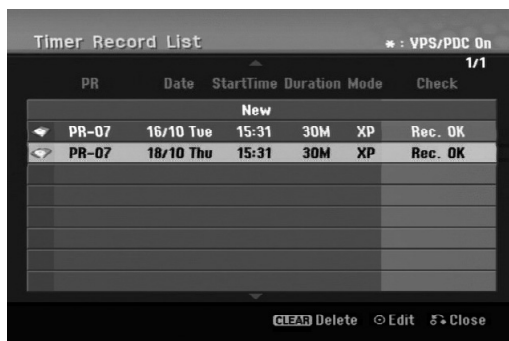 Timer Record List
* : VPS/PDC On
1/1
PR Date StartTime Duration Mode Check
New
PR-07 16/10 Tue 15:31 30M XP Rec. OK
PR-07 18/10 Thu 15:31 30M XP Rec. OK
CLEAR Delete Edit Close